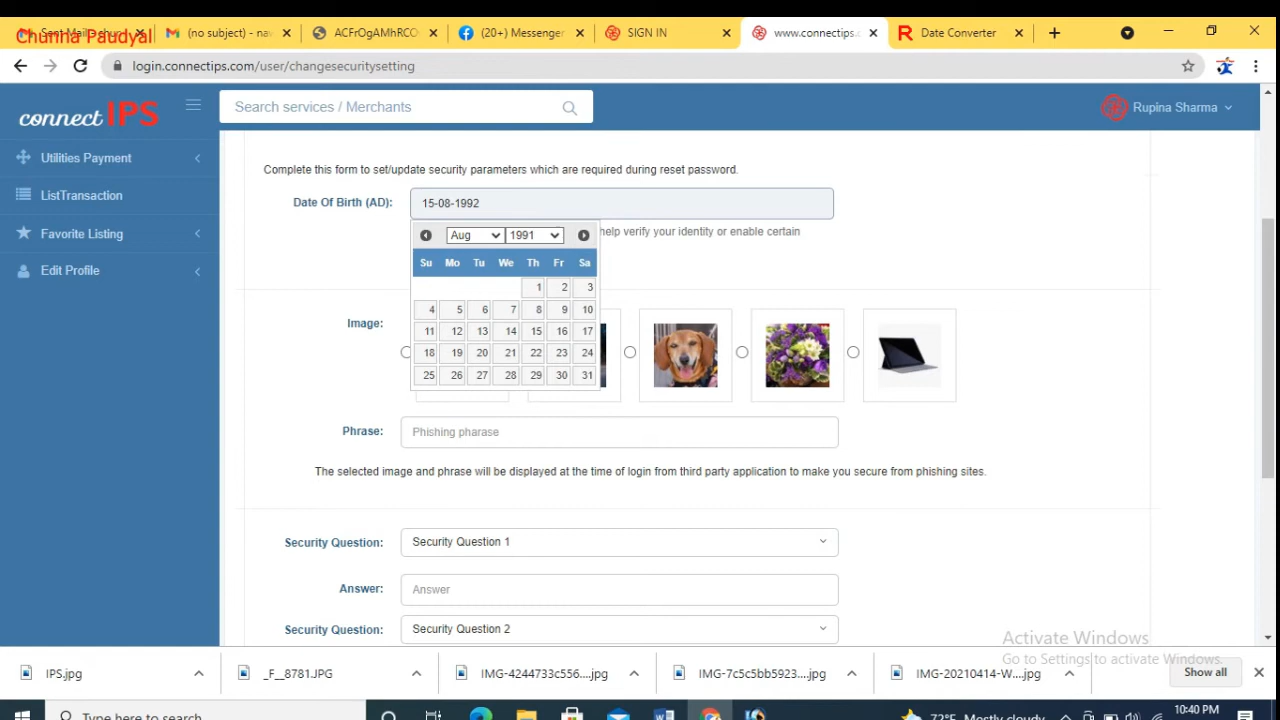 Chunna Paudyal
(no subject) - na
ACFrOgAMhRCO
(20+) Messenger
SIGN IN
www.connectips.
Date Converter
login.connectips.com/user/changesecuritysetting
connectIPS
Search services / Merchants
Rupina Sharma
Utilities Payment
ListTransaction
Favorite Listing
Edit Profile
Complete this form to set/update security parameters which are required during reset password.
Date Of Birth (AD):
15-08-1992
help verify your identity or enable certain
Aug 1991
Su Mo Tu We Th Fr Sa
1 2 3
4 5 6 7 8 9 10
11 12 13 14 15 16 17
18 19 20 21 22 23 24
25 26 27 28 29 30 31
Image:
Phrase:
Phishing pharase
The selected image and phrase will be displayed at the time of login from third party application to make you secure from phishing sites.
Security Question:
Security Question 1
Answer:
Answer
Security Question:
Security Question 2
Activate Windows
Go to Settings to activate Windows.
IPS.jpg
_F__8781.JPG
IMG-4244733c556....jpg
IMG-7c5c5bb5923....jpg
IMG-20210414-W....jpg
Show all
Type here to search
72°F Mostly cloudy
10:40 PM